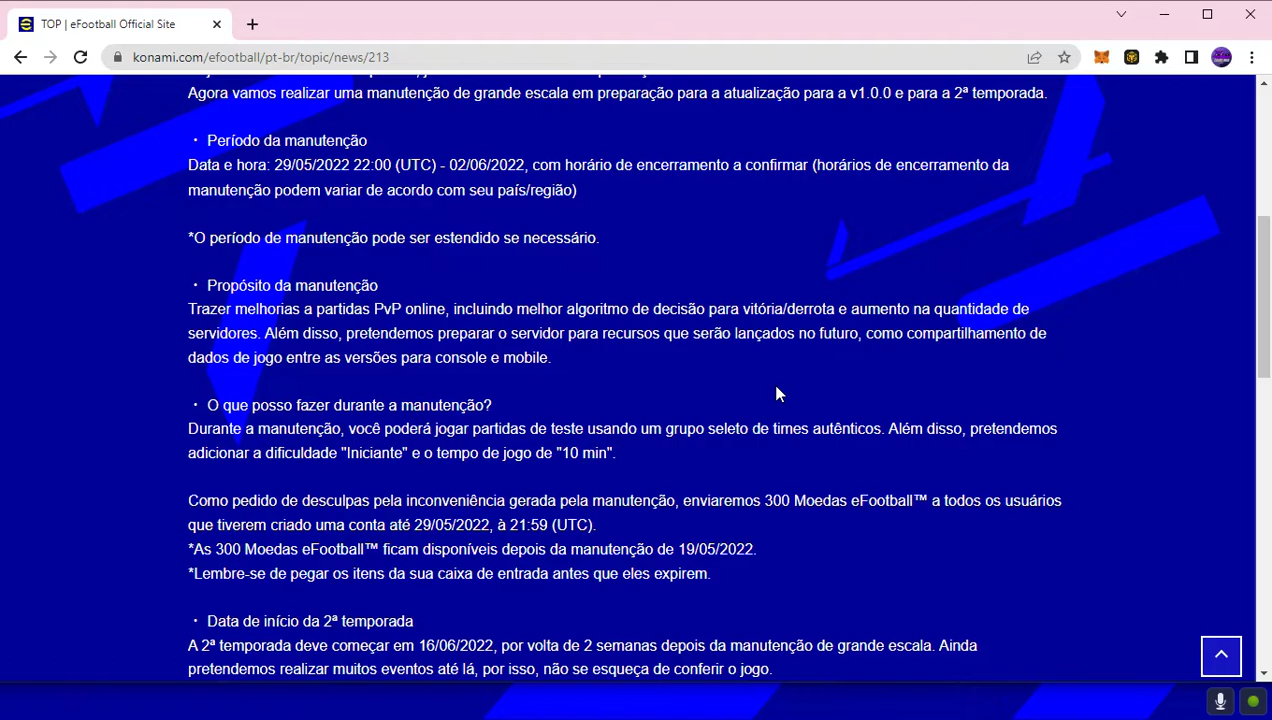 TOP | eFootball Official Site
konami.com/efootball/pt-br/topic/news/213
Agora vamos realizar uma manutenção de grande escala em preparação para a atualização para a v1.0.0 e para a 2ª temporada.
・ Período da manutenção
Data e hora: 29/05/2022 22:00 (UTC) - 02/06/2022, com horário de encerramento a confirmar (horários de encerramento da
manutenção podem variar de acordo com seu país/região)
*O período de manutenção pode ser estendido se necessário.
・ Propósito da manutenção
Trazer melhorias a partidas PvP online, incluindo melhor algoritmo de decisão para vitória/derrota e aumento na quantidade de
servidores. Além disso, pretendemos preparar o servidor para recursos que serão lançados no futuro, como compartilhamento de
dados de jogo entre as versões para console e mobile.
・ O que posso fazer durante a manutenção?
Durante a manutenção, você poderá jogar partidas de teste usando um grupo seleto de times autênticos. Além disso, pretendemos
adicionar a dificuldade "Iniciante" e o tempo de jogo de "10 min".
Como pedido de desculpas pela inconveniência gerada pela manutenção, enviaremos 300 Moedas eFootball™ a todos os usuários
que tiverem criado uma conta até 29/05/2022, à 21:59 (UTC).
*As 300 Moedas eFootball™ ficam disponíveis depois da manutenção de 19/05/2022.
*Lembre-se de pegar os itens da sua caixa de entrada antes que eles expirem.
・ Data de início da 2ª temporada
A 2ª temporada deve começar em 16/06/2022, por volta de 2 semanas depois da manutenção de grande escala. Ainda
pretendemos realizar muitos eventos até lá, por isso, não se esqueça de conferir o jogo.